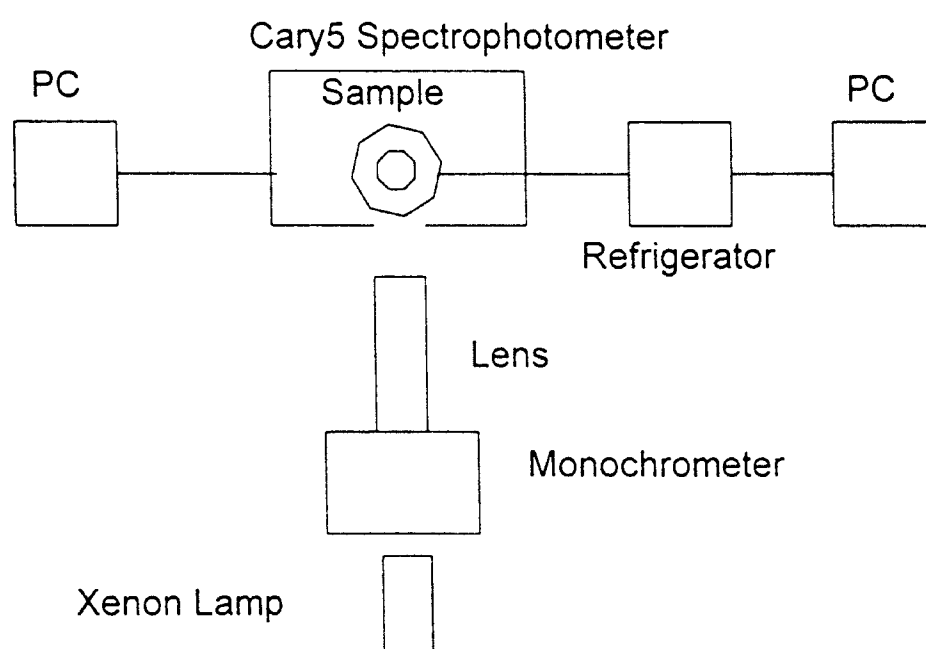 Cary5 Spectrophotometer
PC
Sample
PC
Refrigerator
Lens
Monochrometer
Xenon Lamp